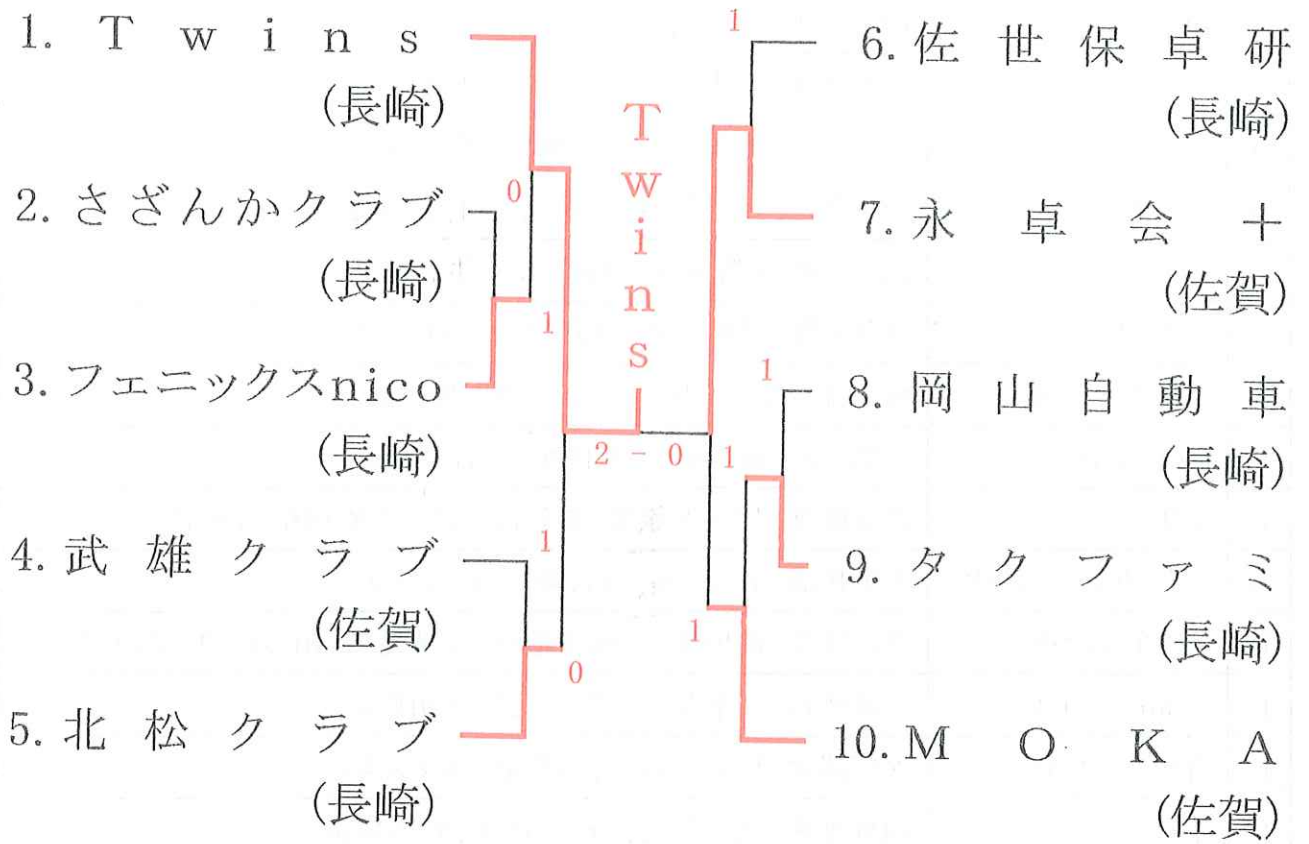 1. Twins
(長崎)
2. さざんかクラブ
(長崎)
3. フェニックスnico
(長崎)
4. 武雄クラブ
(佐賀)
5. 北松クラブ
(長崎)
0
1
1
0
Twins
2-0
1
1
1
1
6. 佐世保卓研
(長崎)
7. 永卓会＋
(佐賀)
8. 岡山自動車
(長崎)
9. タクファミ
(長崎)
10. MOKA
(佐賀)